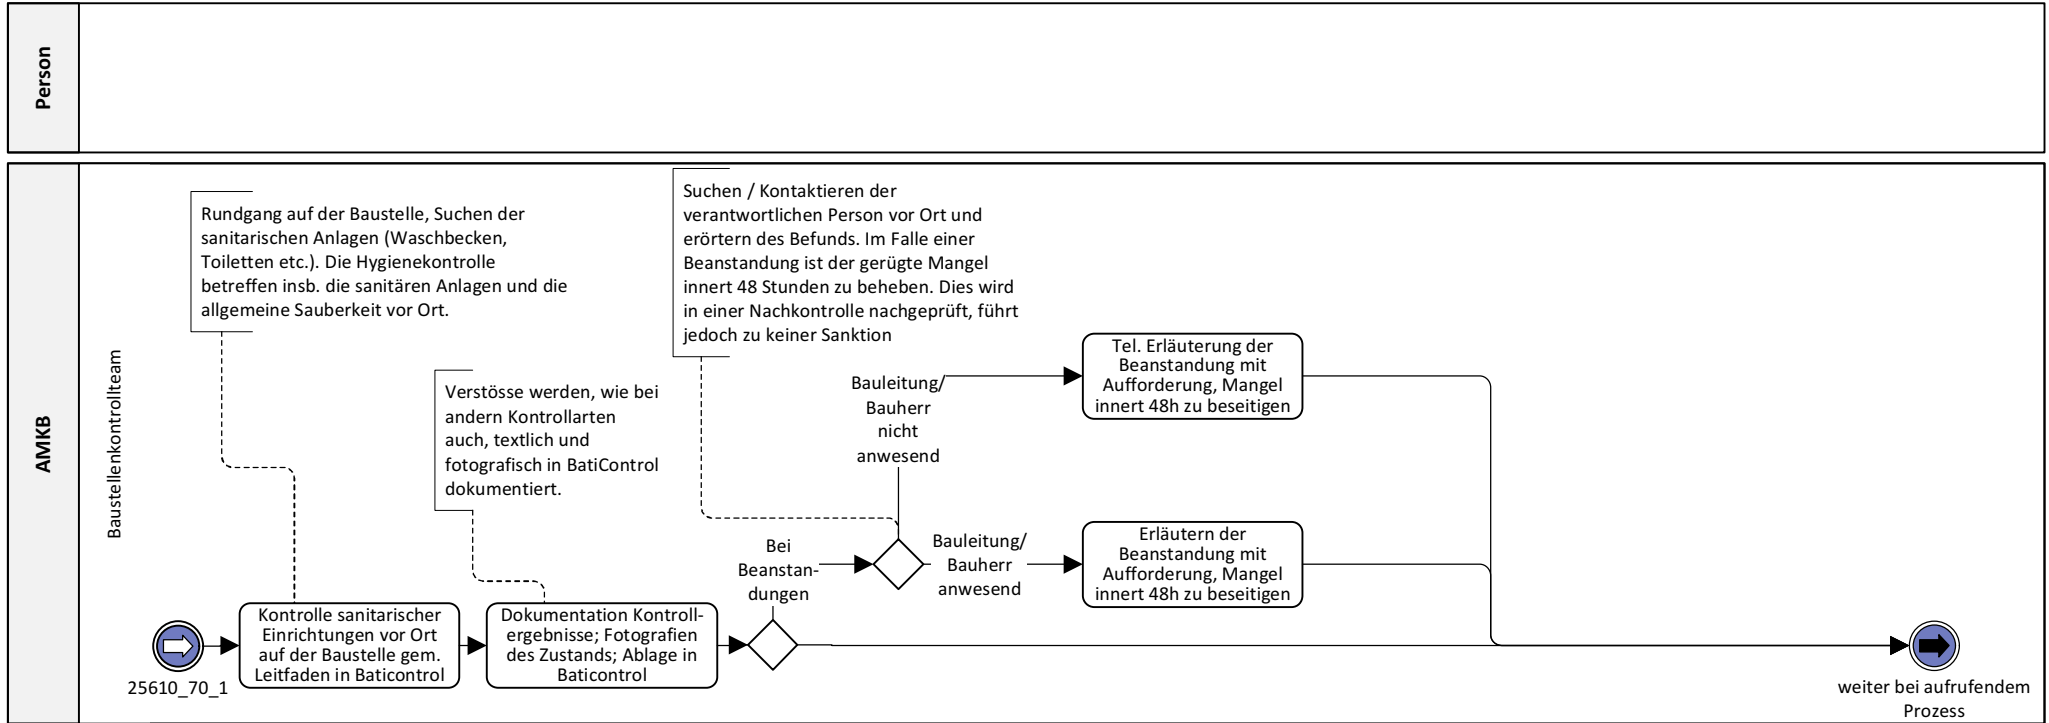 Person
AMKB
Baustellenkontrollteam
Rundgang auf der Baustelle, Suchen der
sanitarischen Anlagen (Waschbecken,
Toiletten etc.). Die Hygienekontrolle
betreffen insb. die sanitären Anlagen und die
allgemeine Sauberkeit vor Ort.
Verstösse werden, wie bei
andern Kontrollarten
auch, textlich und
fotografisch in BatiControl
dokumentiert.
Suchen / Kontaktieren der
verantwortlichen Person vor Ort und
erörtern des Befunds. Im Falle einer
Beanstandung ist der gerügte Mangel
innert 48 Stunden zu beheben. Dies wird
in einer Nachkontrolle nachgeprüft, führt
jedoch zu keiner Sanktion
25610_70_1
Kontrolle sanitarischer
Einrichtungen vor Ort
auf der Baustelle gem.
Leitfaden in Baticontrol
Dokumentation Kontroll-
ergebnisse; Fotografien
des Zustands; Ablage in
Baticontrol
Bei
Beanstan-
dungen
Bauleitung/
Bauherr
nicht
anwesend
Bauleitung/
Bauherr
anwesend
Tel. Erläuterung der
Beanstandung mit
Aufforderung, Mangel
innert 48h zu beseitigen
Erläutern der
Beanstandung mit
Aufforderung, Mangel
innert 48h zu beseitigen
weiter bei aufrufendem
Prozess